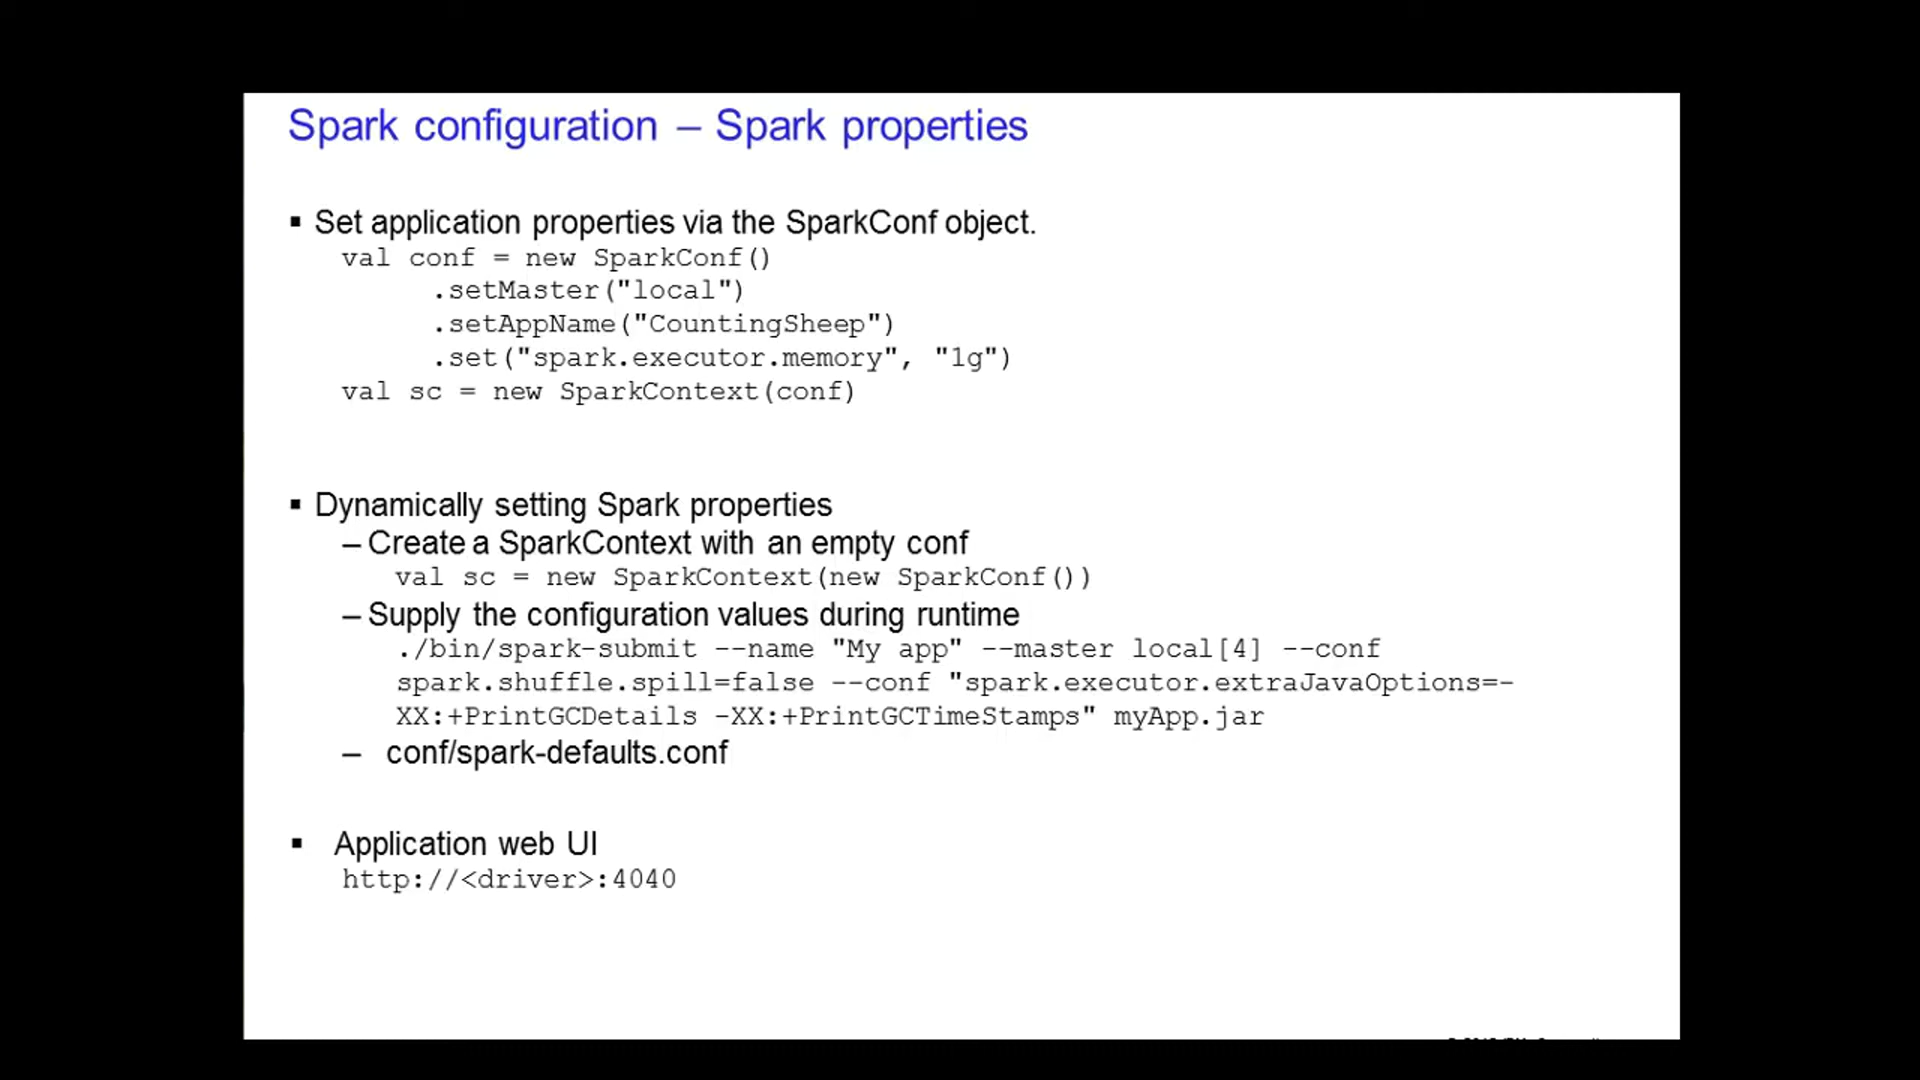 Spark configuration – Spark properties
▪ Set application properties via the SparkConf object.
val conf = new SparkConf()
.setMaster("local")
.setAppName("CountingSheep")
.set("spark.executor.memory", "1g")
val sc = new SparkContext(conf)
▪ Dynamically setting Spark properties
– Create a SparkContext with an empty conf
val sc = new SparkContext(new SparkConf())
– Supply the configuration values during runtime
./bin/spark-submit --name "My app" --master local[4] --conf
spark.shuffle.spill=false --conf "spark.executor.extraJavaOptions=-
XX:+PrintGCDetails -XX:+PrintGCTimeStamps" myApp.jar
– conf/spark-defaults.conf
▪ Application web UI
http://<driver>:4040